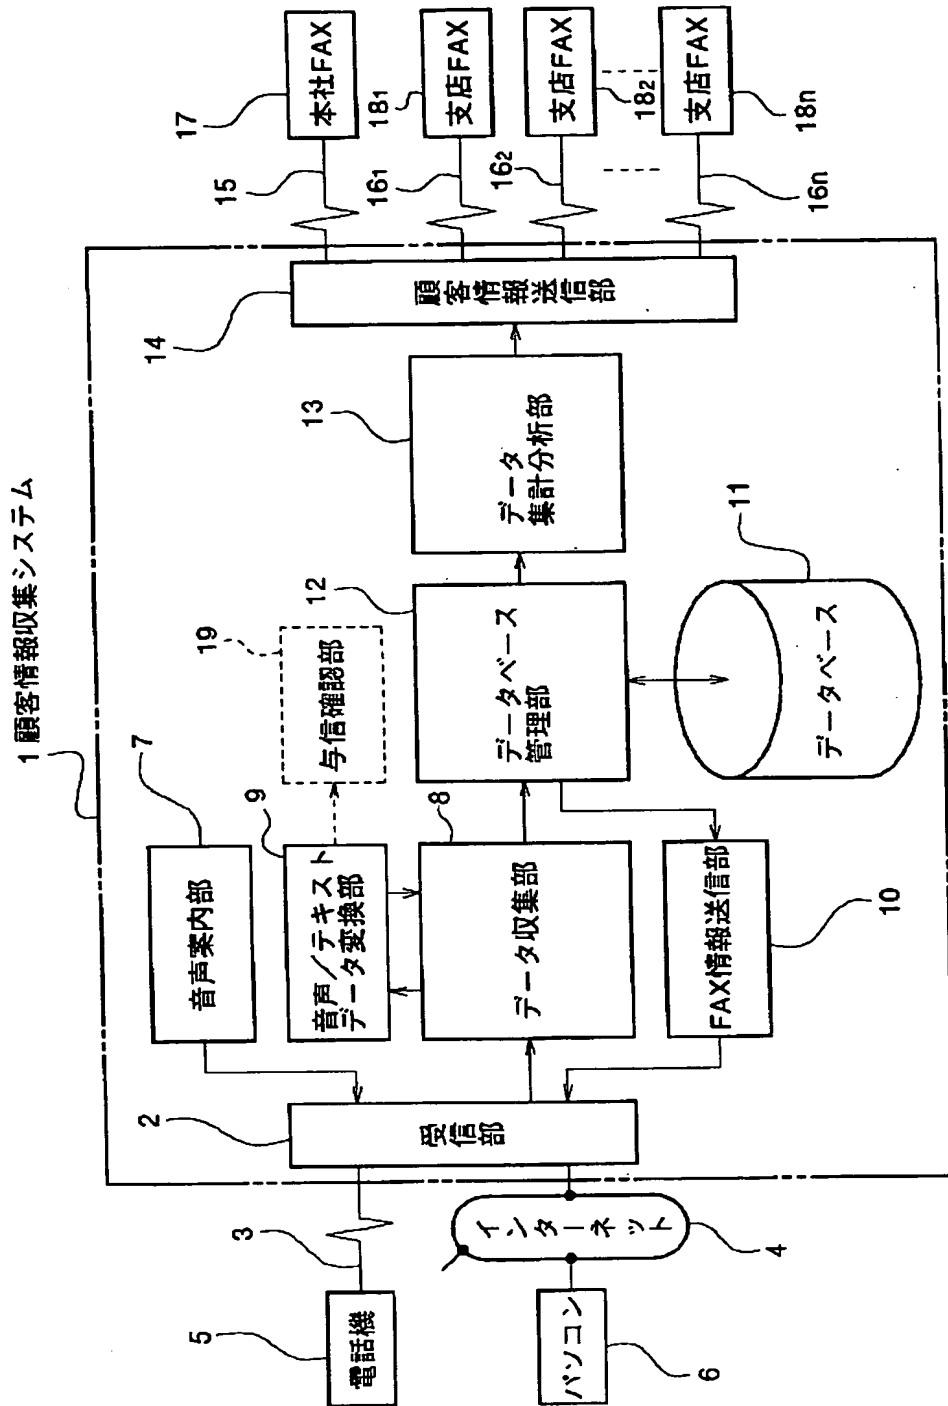 1 顧客情報収集システム
5
電話機
3
6
パソコン
4
インターネット
2
受信部
7
音声案内部
9
音声/テキスト
データ変換部
8
データ収集部
10
FAX情報送信部
19
与信確認部
12
データベース
管理部
11
データベース
13
データ
集計分析部
14
顧客情報送信部
15
16₁
16₂
16n
17
本社FAX
18₁
支店FAX
18₂
支店FAX
18n
支店FAX